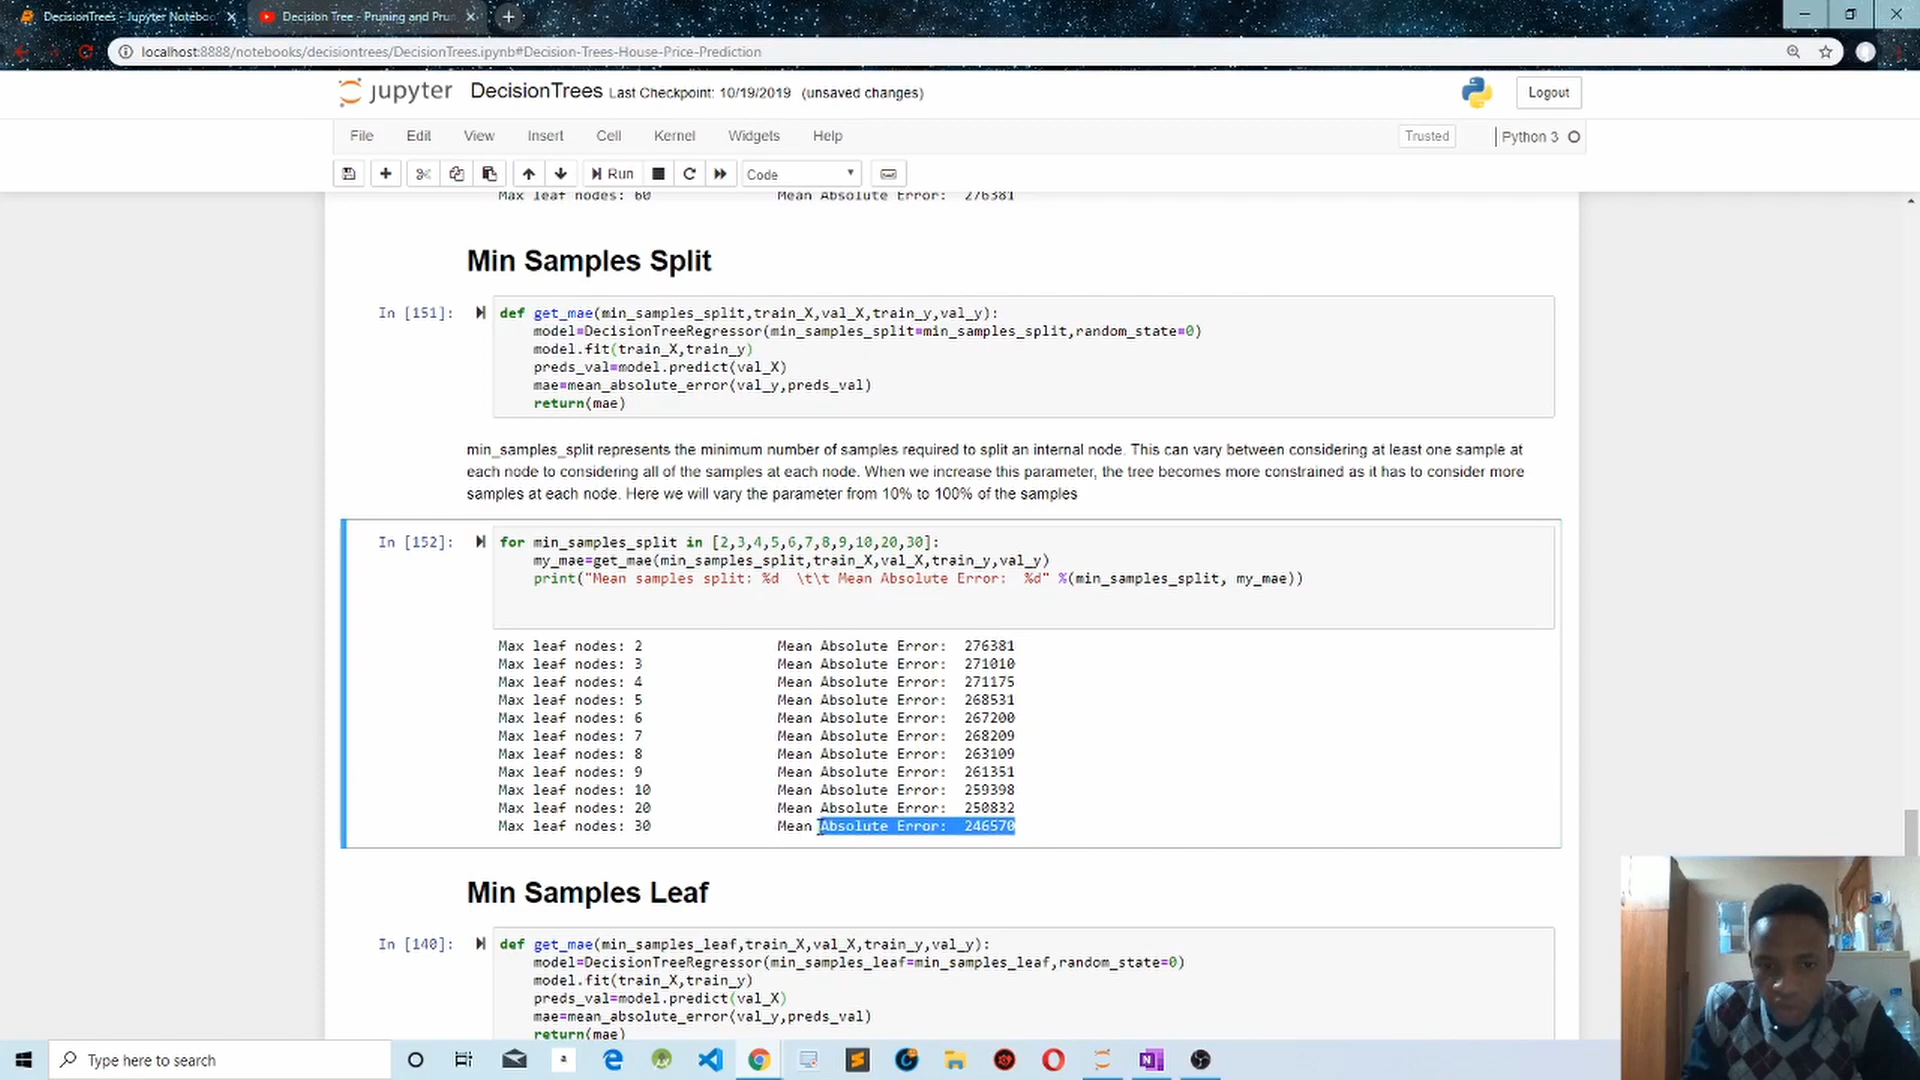 DecisionTrees - Jupyter Noteboo
Decision Tree - Pruning and Prun
localhost:8888/notebooks/decisiontrees/DecisionTrees.ipynb#Decision-Trees-House-Price-Prediction
jupyter DecisionTrees Last Checkpoint: 10/19/2019 (unsaved changes)
Logout
File Edit View Insert Cell Kernel Widgets Help
Trusted Python 3
Run Code
Max leaf nodes: 60 Mean Absolute Error: 276381
Min Samples Split
In [151]:
def get_mae(min_samples_split,train_X,val_X,train_y,val_y):
model=DecisionTreeRegressor(min_samples_split=min_samples_split,random_state=0)
model.fit(train_X,train_y)
preds_val=model.predict(val_X)
mae=mean_absolute_error(val_y,preds_val)
return(mae)
min_samples_split represents the minimum number of samples required to split an internal node. This can vary between considering at least one sample at
each node to considering all of the samples at each node. When we increase this parameter, the tree becomes more constrained as it has to consider more
samples at each node. Here we will vary the parameter from 10% to 100% of the samples
In [152]:
for min_samples_split in [2,3,4,5,6,7,8,9,10,20,30]:
my_mae=get_mae(min_samples_split,train_X,val_X,train_y,val_y)
print("Mean samples split: %d \t\t Mean Absolute Error: %d" %(min_samples_split, my_mae))
Max leaf nodes: 2 Mean Absolute Error: 276381
Max leaf nodes: 3 Mean Absolute Error: 271010
Max leaf nodes: 4 Mean Absolute Error: 271175
Max leaf nodes: 5 Mean Absolute Error: 268531
Max leaf nodes: 6 Mean Absolute Error: 267200
Max leaf nodes: 7 Mean Absolute Error: 268209
Max leaf nodes: 8 Mean Absolute Error: 263109
Max leaf nodes: 9 Mean Absolute Error: 261351
Max leaf nodes: 10 Mean Absolute Error: 259398
Max leaf nodes: 20 Mean Absolute Error: 250832
Max leaf nodes: 30 Mean Absolute Error: 246570
Min Samples Leaf
In [140]:
def get_mae(min_samples_leaf,train_X,val_X,train_y,val_y):
model=DecisionTreeRegressor(min_samples_leaf=min_samples_leaf,random_state=0)
model.fit(train_X,train_y)
preds_val=model.predict(val_X)
mae=mean_absolute_error(val_y,preds_val)
return(mae)
Type here to search